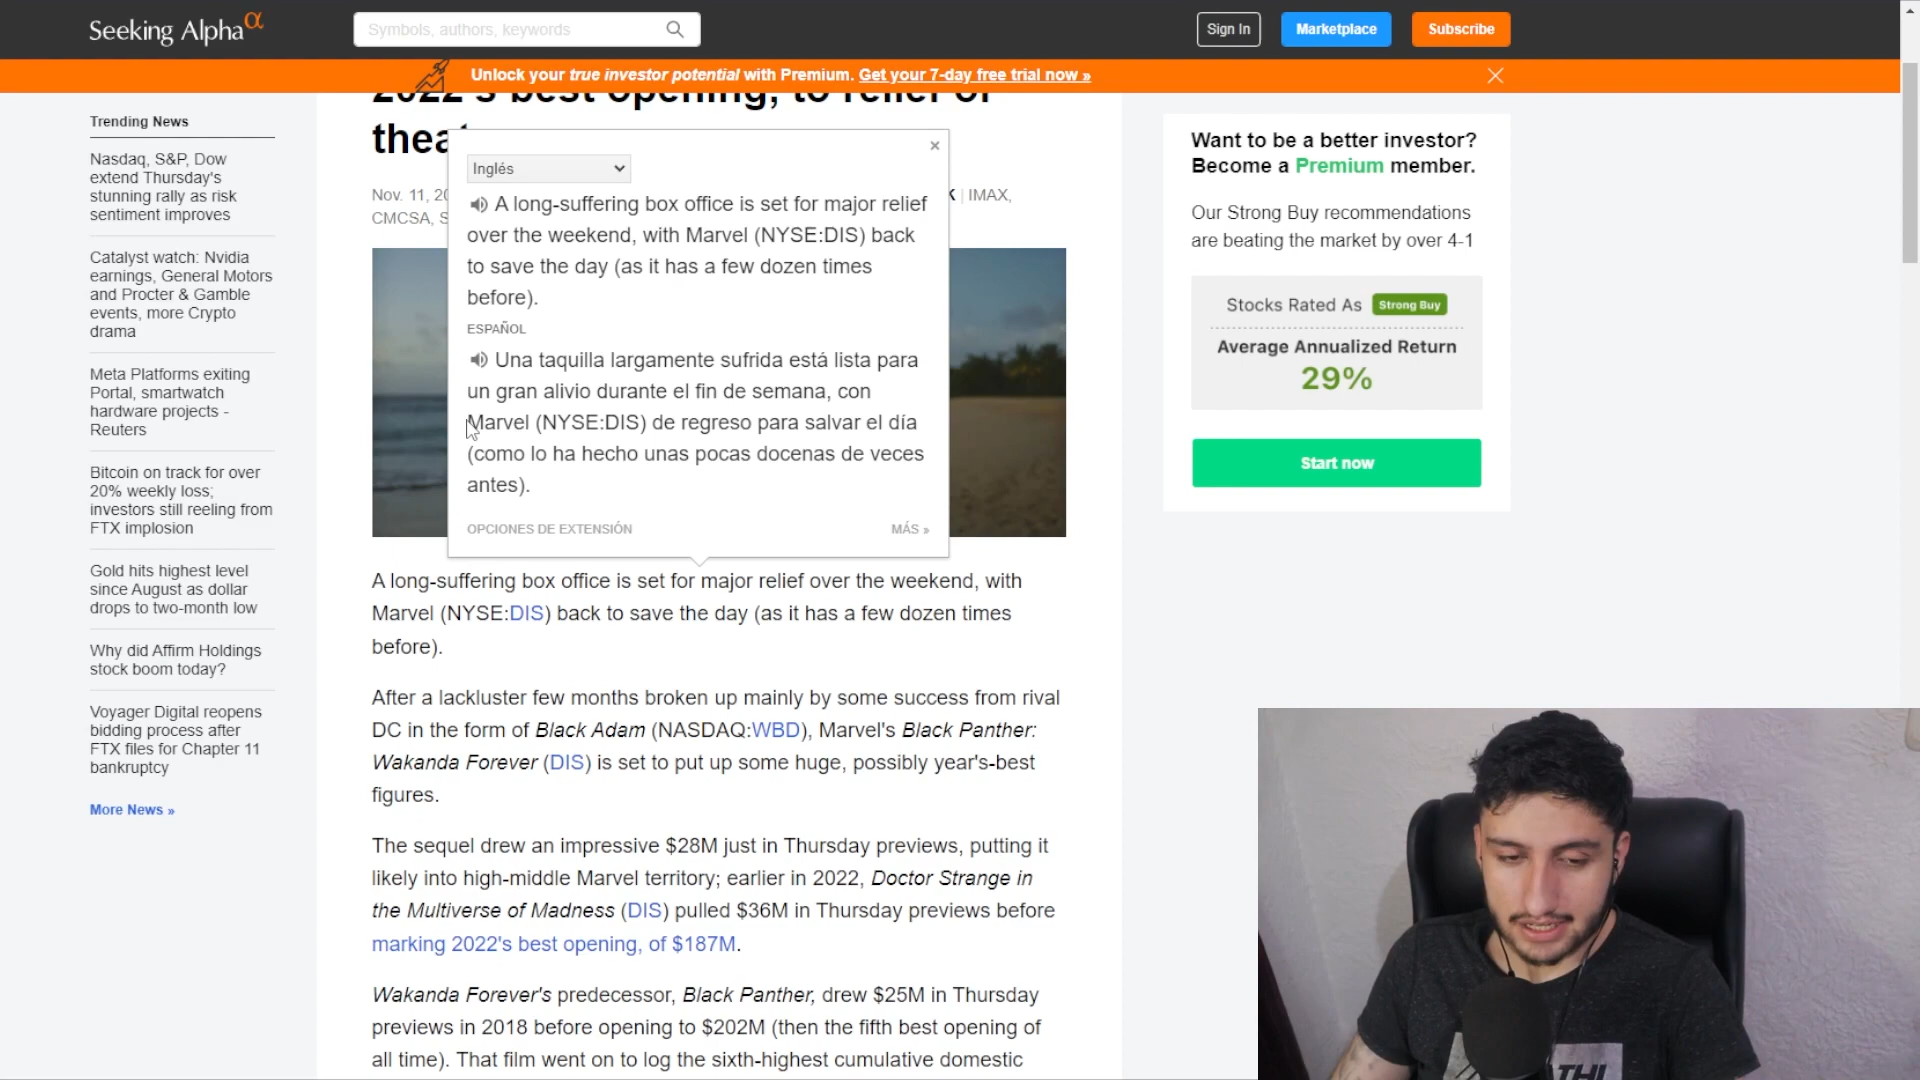 Seeking Alpha α
Symbols, authors, keywords
Sign In
Marketplace
Subscribe
Unlock your true investor potential with Premium. Get your 7-day free trial now »
Trending News
Nasdaq, S&P, Dow
extend Thursday's
stunning rally as risk
sentiment improves
Catalyst watch: Nvidia
earnings, General Motors
and Procter & Gamble
events, more Crypto
drama
Meta Platforms exiting
Portal, smartwatch
hardware projects -
Reuters
Bitcoin on track for over
20% weekly loss;
investors still reeling from
FTX implosion
Gold hits highest level
since August as dollar
drops to two-month low
Why did Affirm Holdings
stock boom today?
Voyager Digital reopens
bidding process after
FTX files for Chapter 11
bankruptcy
More News »
2022's best opening, to relief of
theat
Nov. 11, 20
| IMAX,
CMCSA, S
×
Inglés
A long-suffering box office is set for major relief
over the weekend, with Marvel (NYSE:DIS) back
to save the day (as it has a few dozen times
before).
ESPAÑOL
Una taquilla largamente sufrida está lista para
un gran alivio durante el fin de semana, con
Marvel (NYSE:DIS) de regreso para salvar el día
(como lo ha hecho unas pocas docenas de veces
antes).
OPCIONES DE EXTENSIÓN
MÁS »
A long-suffering box office is set for major relief over the weekend, with
Marvel (NYSE:DIS) back to save the day (as it has a few dozen times
before).
After a lackluster few months broken up mainly by some success from rival
DC in the form of Black Adam (NASDAQ:WBD), Marvel's Black Panther:
Wakanda Forever (DIS) is set to put up some huge, possibly year's-best
figures.
The sequel drew an impressive $28M just in Thursday previews, putting it
likely into high-middle Marvel territory; earlier in 2022, Doctor Strange in
the Multiverse of Madness (DIS) pulled $36M in Thursday previews before
marking 2022's best opening, of $187M.
Wakanda Forever's predecessor, Black Panther, drew $25M in Thursday
previews in 2018 before opening to $202M (then the fifth best opening of
all time). That film went on to log the sixth-highest cumulative domestic
Want to be a better investor?
Become a Premium member.
Our Strong Buy recommendations
are beating the market by over 4-1
Stocks Rated As Strong Buy
Average Annualized Return
29%
Start now